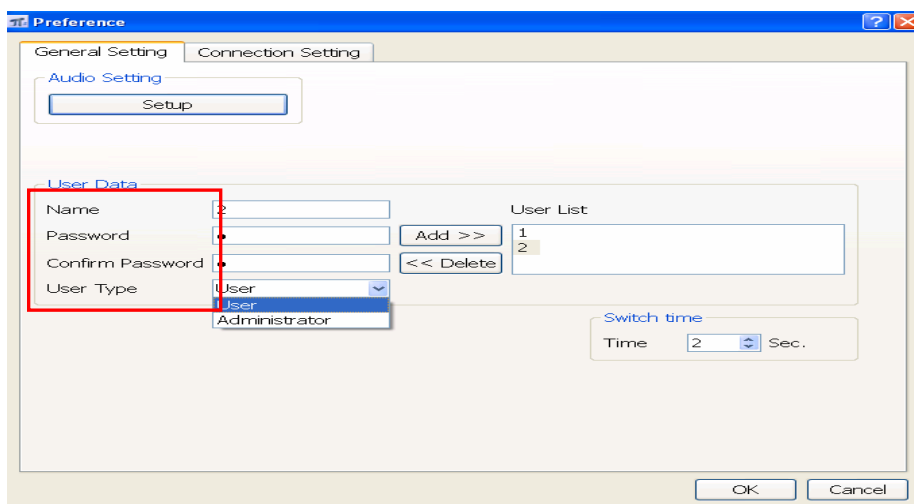 Preference
General Setting Connection Setting
Audio Setting
Setup
User Data
Name 2 User List
Password Add >> 1
2
Confirm Password << Delete
User Type User
User
Administrator
Switch time
Time 2 Sec.
OK Cancel